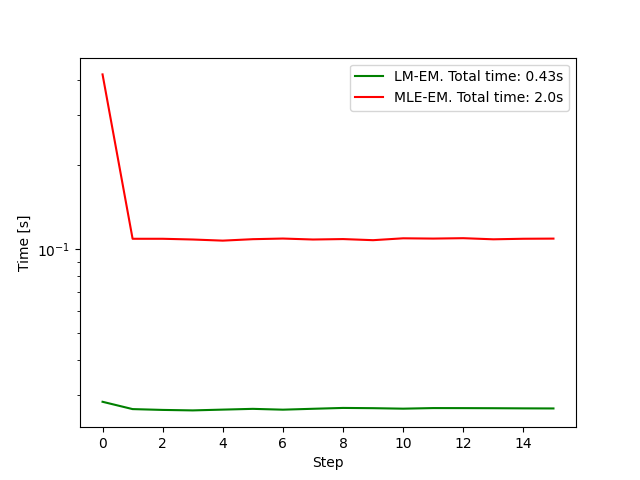 LM-EM. Total time: 0.43s
MLE-EM. Total time: 2.0s
Time [s]
10⁻¹
0 2 4 6 8 10 12 14
Step